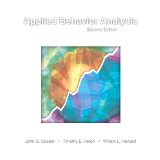 Applied Behavior Analysis
Second Edition
John O. Cooper Timothy E. Heron William L. Heward